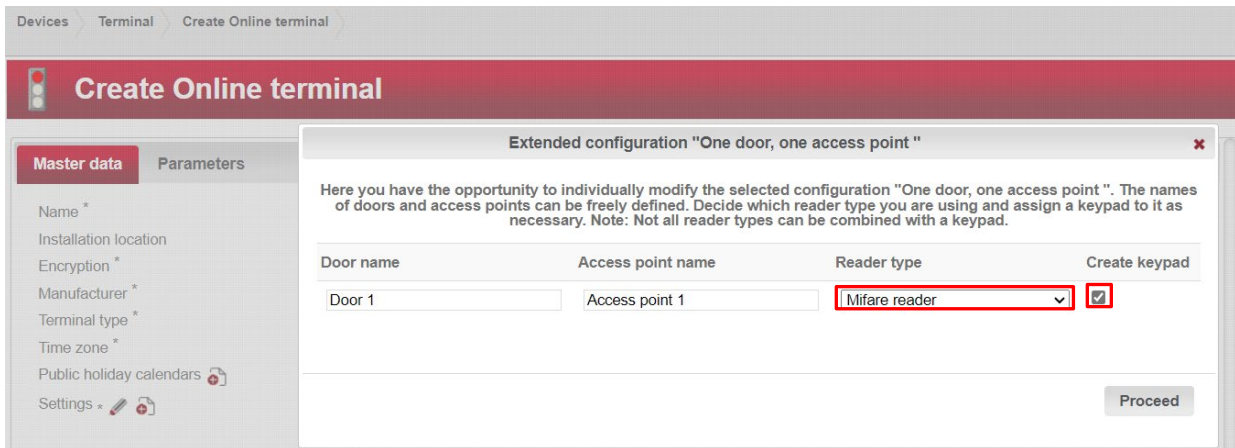 Devices Terminal Create Online terminal
Create Online terminal
Master data Parameters
Name *
Installation location
Encryption *
Manufacturer *
Terminal type *
Time zone *
Public holiday calendars
Settings *
Extended configuration "One door, one access point "
Here you have the opportunity to individually modify the selected configuration "One door, one access point ". The names
of doors and access points can be freely defined. Decide which reader type you are using and assign a keypad to it as
necessary. Note: Not all reader types can be combined with a keypad.
Door name Access point name Reader type Create keypad
Door 1 Access point 1 Mifare reader
Proceed